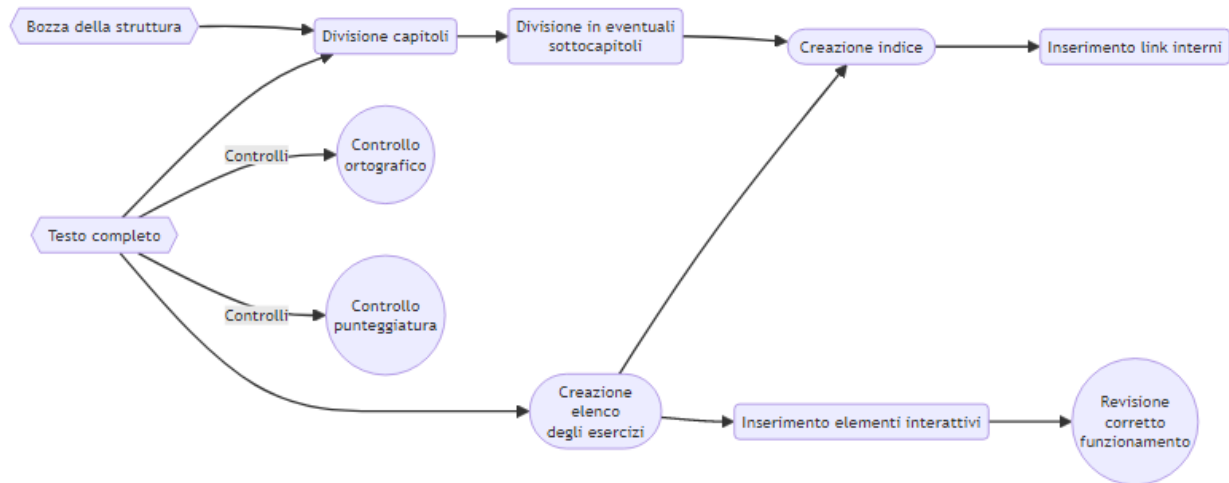 Bozza della struttura
Divisione capitoli
Divisione in eventuali
sottocapitoli
Creazione indice
Inserimento link interni
Controlli
Controllo
ortografico
Testo completo
Controlli
Controllo
punteggiatura
Creazione
elenco
degli esercizi
Inserimento elementi interattivi
Revisione
corretto
funzionamento